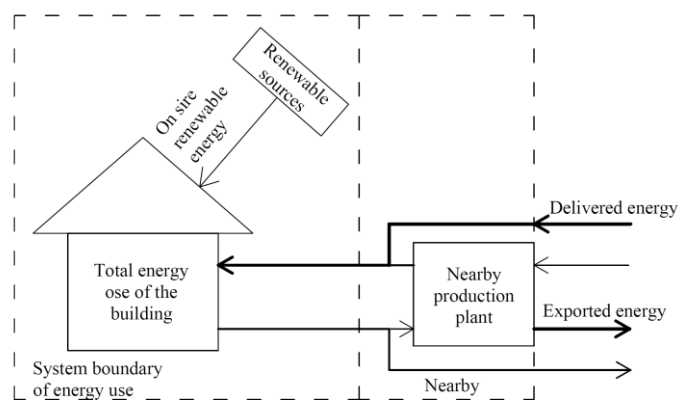 Renewable
sources
On sire
renewable
energy
Delivered energy
Total energy
ose of the
building
Nearby
production
plant
Exported energy
System boundary
of energy use
Nearby